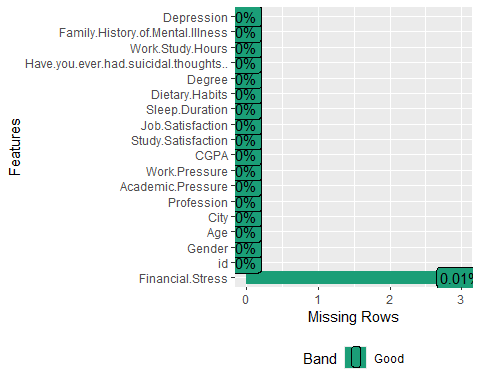 Features
Depression 0%
Family.History.of.Mental.Illness 0%
Work.Study.Hours 0%
Have.you.ever.had.suicidal.thoughts.. 0%
Degree 0%
Dietary.Habits 0%
Sleep.Duration 0%
Job.Satisfaction 0%
Study.Satisfaction 0%
CGPA 0%
Work.Pressure 0%
Academic.Pressure 0%
Profession 0%
City 0%
Age 0%
Gender 0%
id 0%
Financial.Stress 0.01%
0 1 2 3
Missing Rows
Band Good